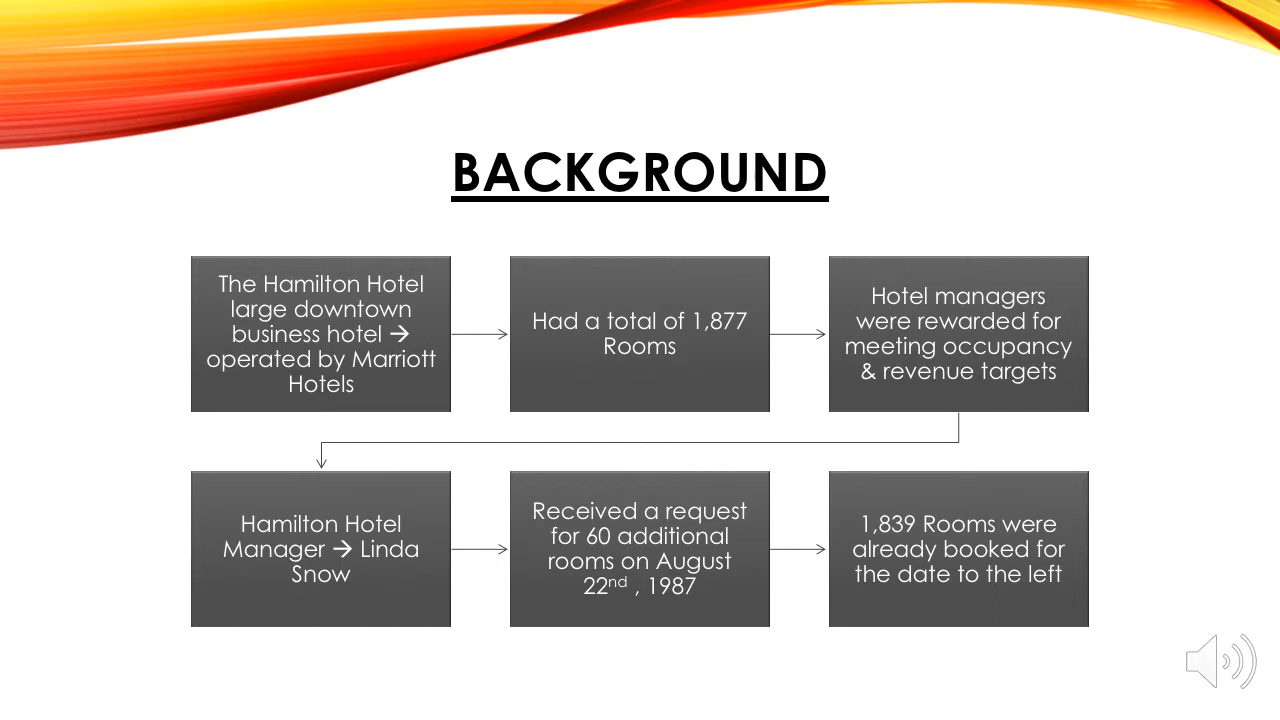 BACKGROUND
The Hamilton Hotel
large downtown
business hotel →
operated by Marriott
Hotels
Had a total of 1,877
Rooms
Hotel managers
were rewarded for
meeting occupancy
& revenue targets
Hamilton Hotel
Manager → Linda
Snow
Received a request
for 60 additional
rooms on August
22nd , 1987
1,839 Rooms were
already booked for
the date to the left